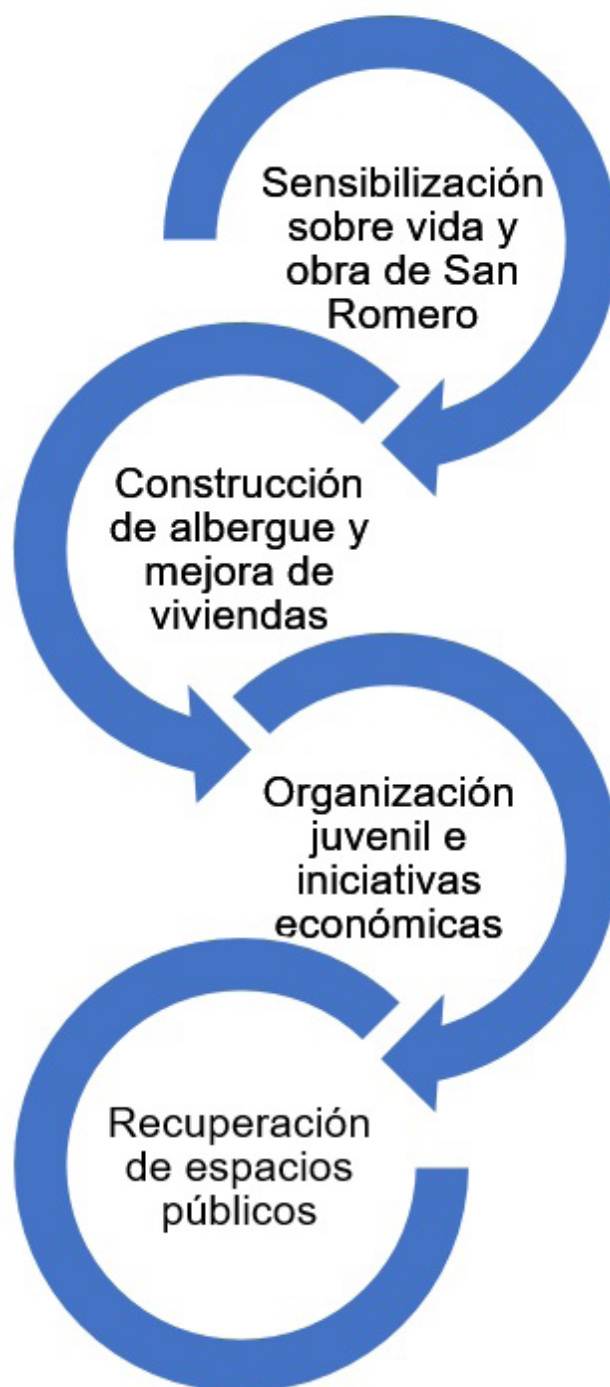 Sensibilización
sobre vida y
obra de San
Romero
Construcción
de albergue y
mejora de
viviendas
Organización
juvenil e
iniciativas
económicas
Recuperación
de espacios
públicos